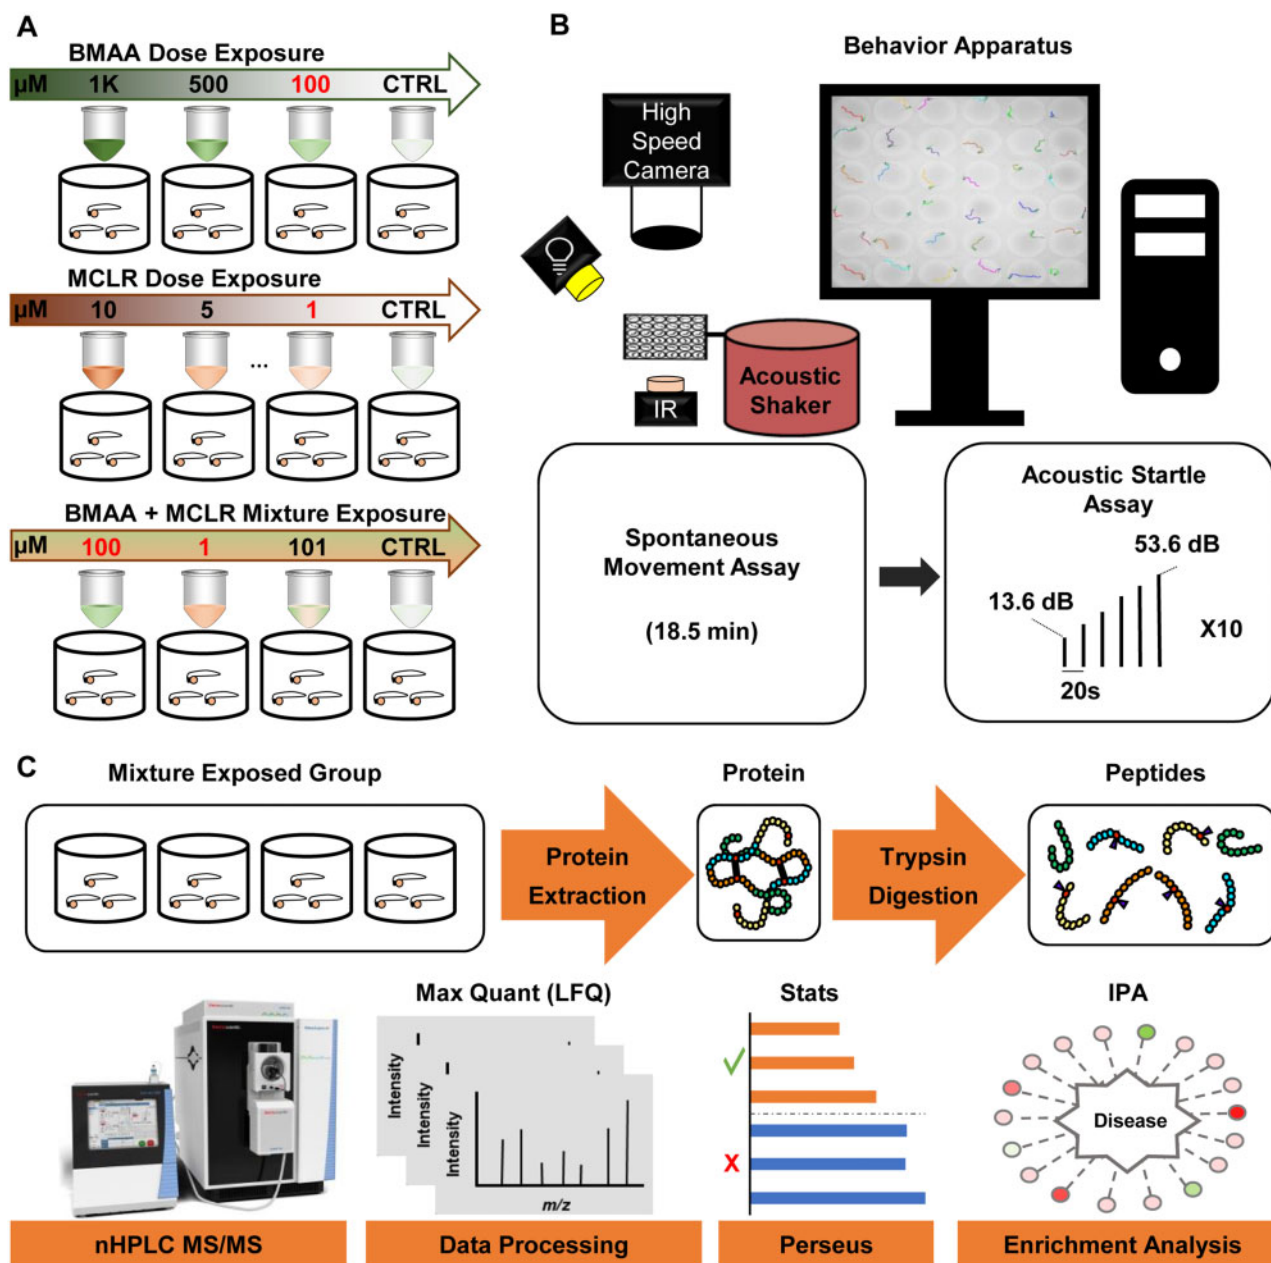 A
BMAA Dose Exposure
µM 1K 500 100 CTRL
MCLR Dose Exposure
µM 10 5 1 CTRL
...
BMAA + MCLR Mixture Exposure
µM 100 1 101 CTRL
B
Behavior Apparatus
High
Speed
Camera
IR
Acoustic
Shaker
Spontaneous
Movement Assay
(18.5 min)
Acoustic Startle
Assay
53.6 dB
13.6 dB
X10
20s
C
Mixture Exposed Group
Protein
Extraction
Protein
Trypsin
Digestion
Peptides
nHPLC MS/MS
Max Quant (LFQ)
Intensity
Intensity
Intensity
m/z
Data Processing
Stats
X
Perseus
IPA
Disease
Enrichment Analysis